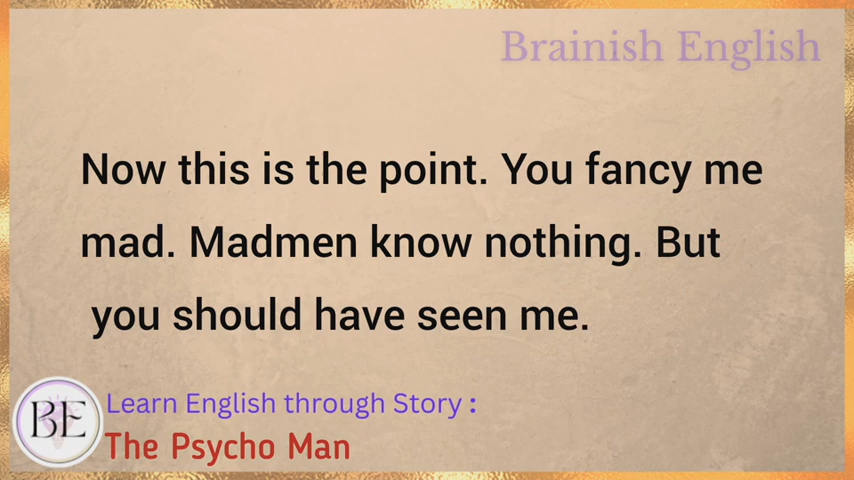 Brainish English
Now this is the point. You fancy me
mad. Madmen know nothing. But
you should have seen me.
BE
Learn English through Story :
The Psycho Man